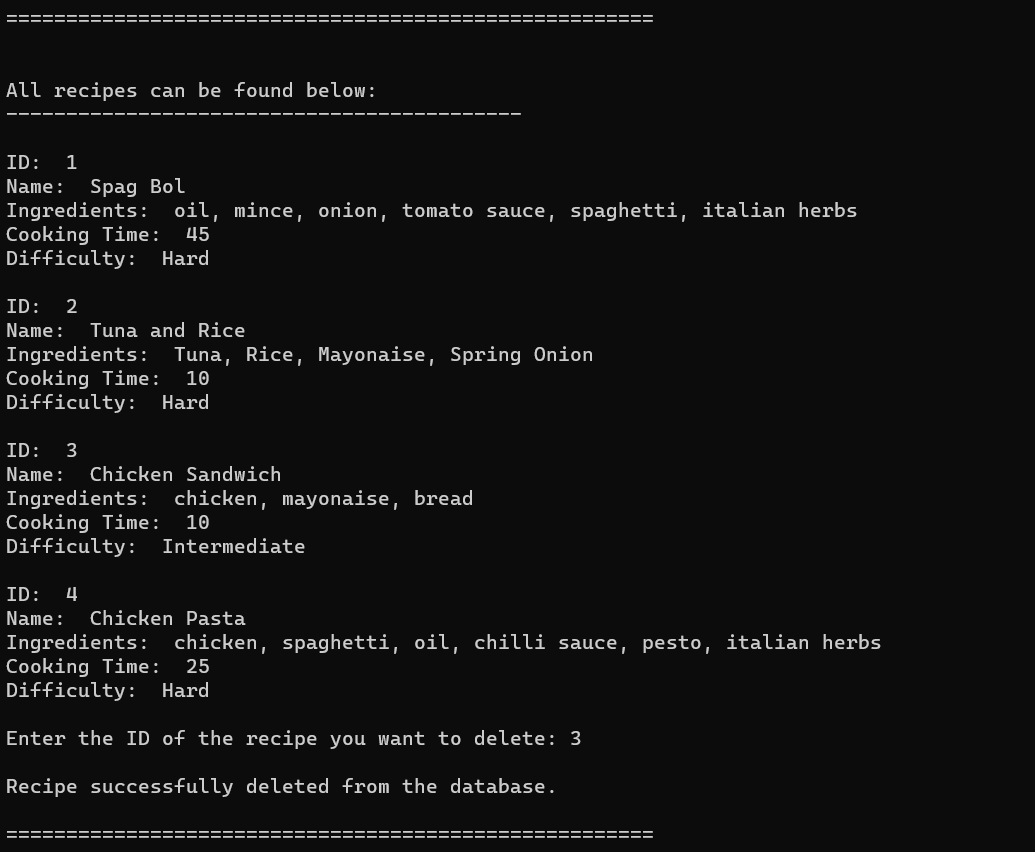 ======================================================
All recipes can be found below:
-------------------------------------------
ID:  1
Name:  Spag Bol
Ingredients:  oil, mince, onion, tomato sauce, spaghetti, italian herbs
Cooking Time:  45
Difficulty:  Hard
ID:  2
Name:  Tuna and Rice
Ingredients:  Tuna, Rice, Mayonaise, Spring Onion
Cooking Time:  10
Difficulty:  Hard
ID:  3
Name:  Chicken Sandwich
Ingredients:  chicken, mayonaise, bread
Cooking Time:  10
Difficulty:  Intermediate
ID:  4
Name:  Chicken Pasta
Ingredients:  chicken, spaghetti, oil, chilli sauce, pesto, italian herbs
Cooking Time:  25
Difficulty:  Hard
Enter the ID of the recipe you want to delete: 3
Recipe successfully deleted from the database.
======================================================